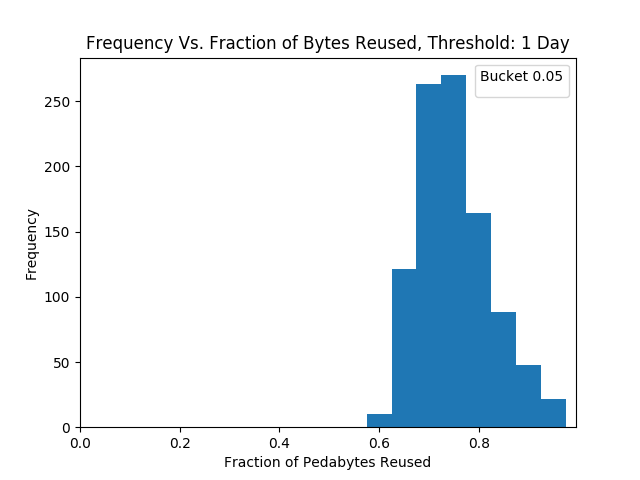 Frequency Vs. Fraction of Bytes Reused, Threshold: 1 Day
Bucket 0.05
250
200
150
100
50
0
Frequency
0.0 0.2 0.4 0.6 0.8
Fraction of Pedabytes Reused